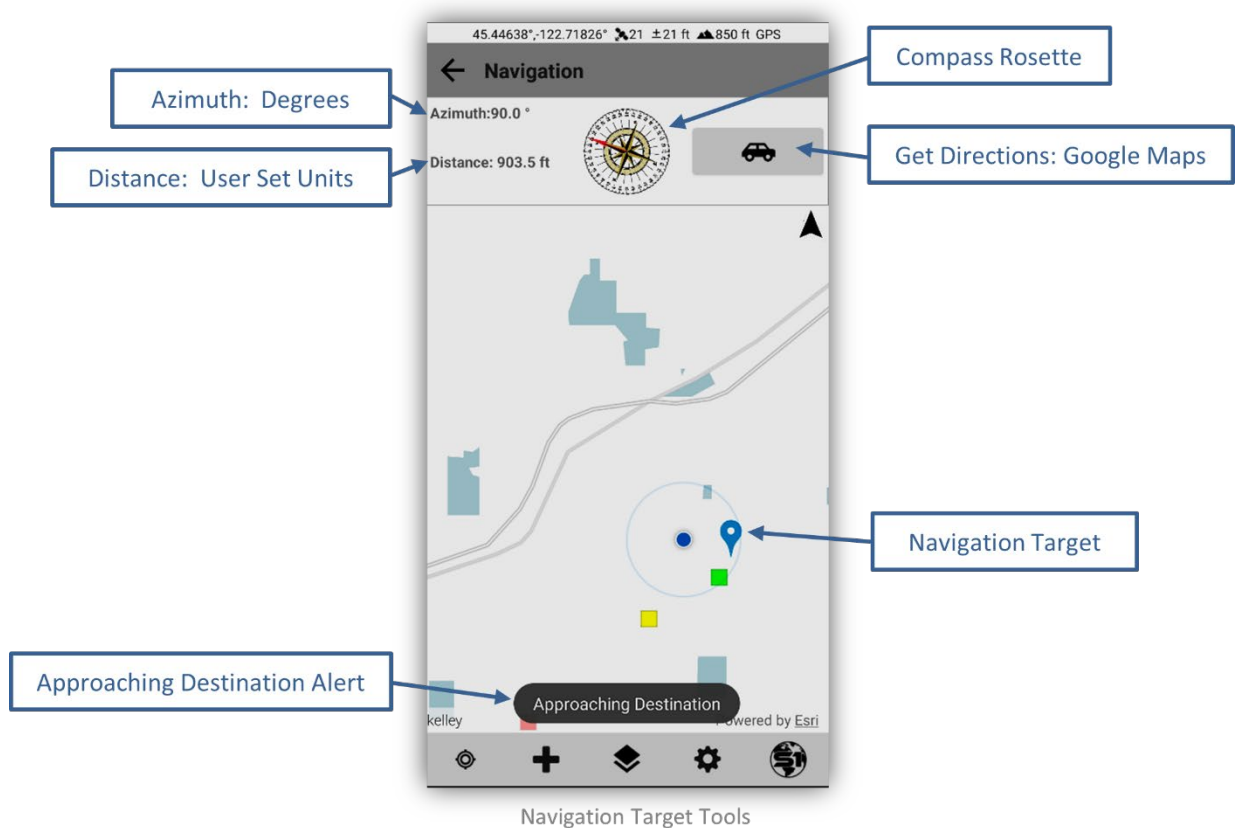 45.44638°,-122.71826° 21 ±21 ft 850 ft GPS
Navigation
Compass Rosette
Azimuth: Degrees
Azimuth:90.0 °
Get Directions: Google Maps
Distance: 903.5 ft
Distance: User Set Units
Navigation Target
Approaching Destination Alert
Approaching Destination
kelley
Powered by Esri
S1
Navigation Target Tools